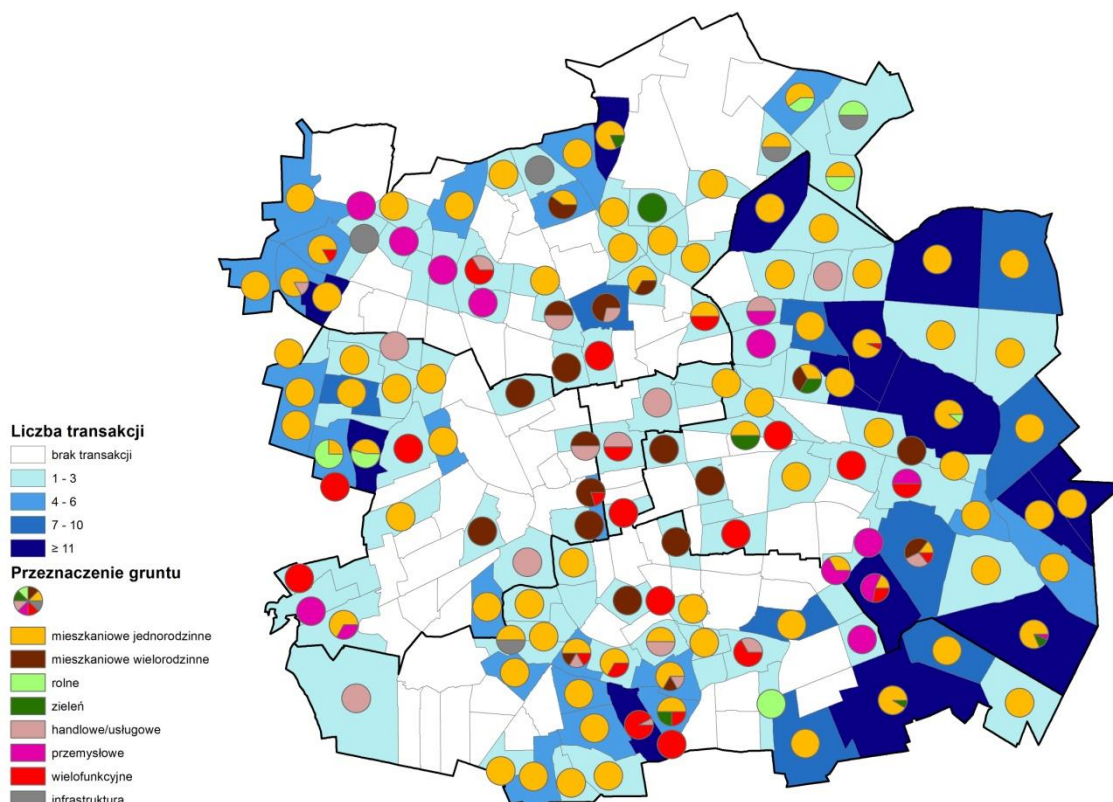 Liczba transakcji
brak transakcji
1 - 3
4 - 6
7 - 10
≥ 11
Przeznaczenie gruntu
mieszkaniowe jednorodzinne
mieszkaniowe wielorodzinne
rolne
zieleń
handlowe/usługowe
przemysłowe
wielofunkcyjne
infrastruktura